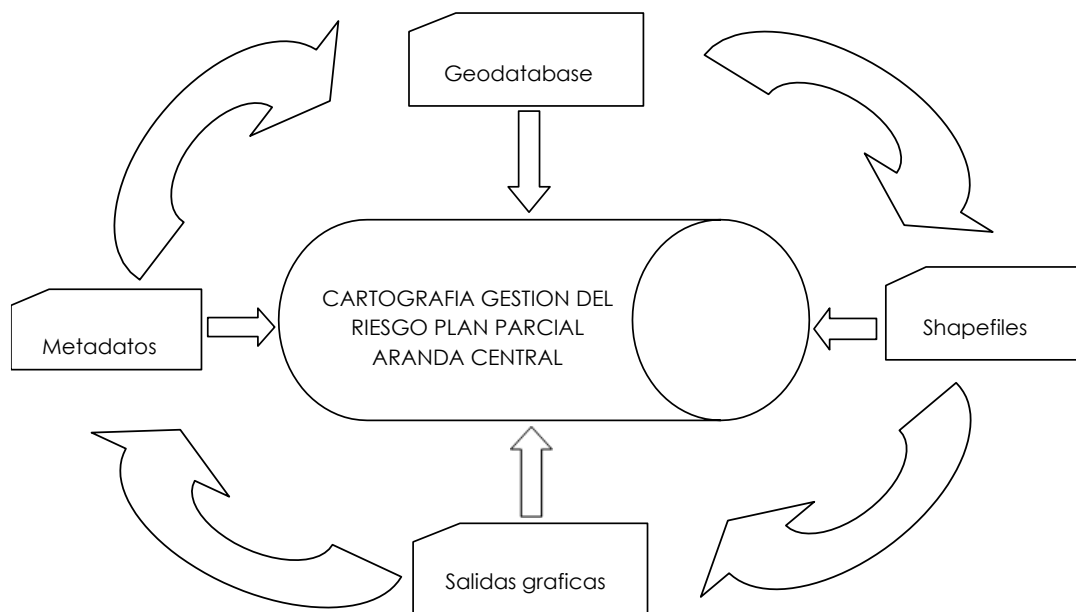 Geodatabase
CARTOGRAFIA GESTION DEL
RIESGO PLAN PARCIAL
ARANDA CENTRAL
Metadatos
Shapefiles
Salidas graficas